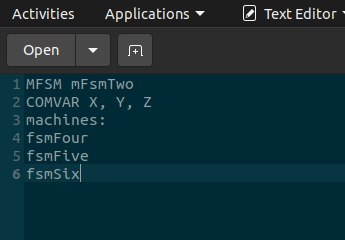 Activities Applications Text Editor
Open
1 MFSM mFsmTwo
2 COMVAR X, Y, Z
3 machines:
4 fsmFour
5 fsmFive
6 fsmSix